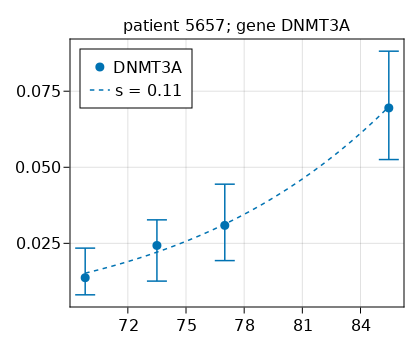 patient 5657; gene DNMT3A
DNMT3A
s = 0.11
0.075
0.050
0.025
72 75 78 81 84